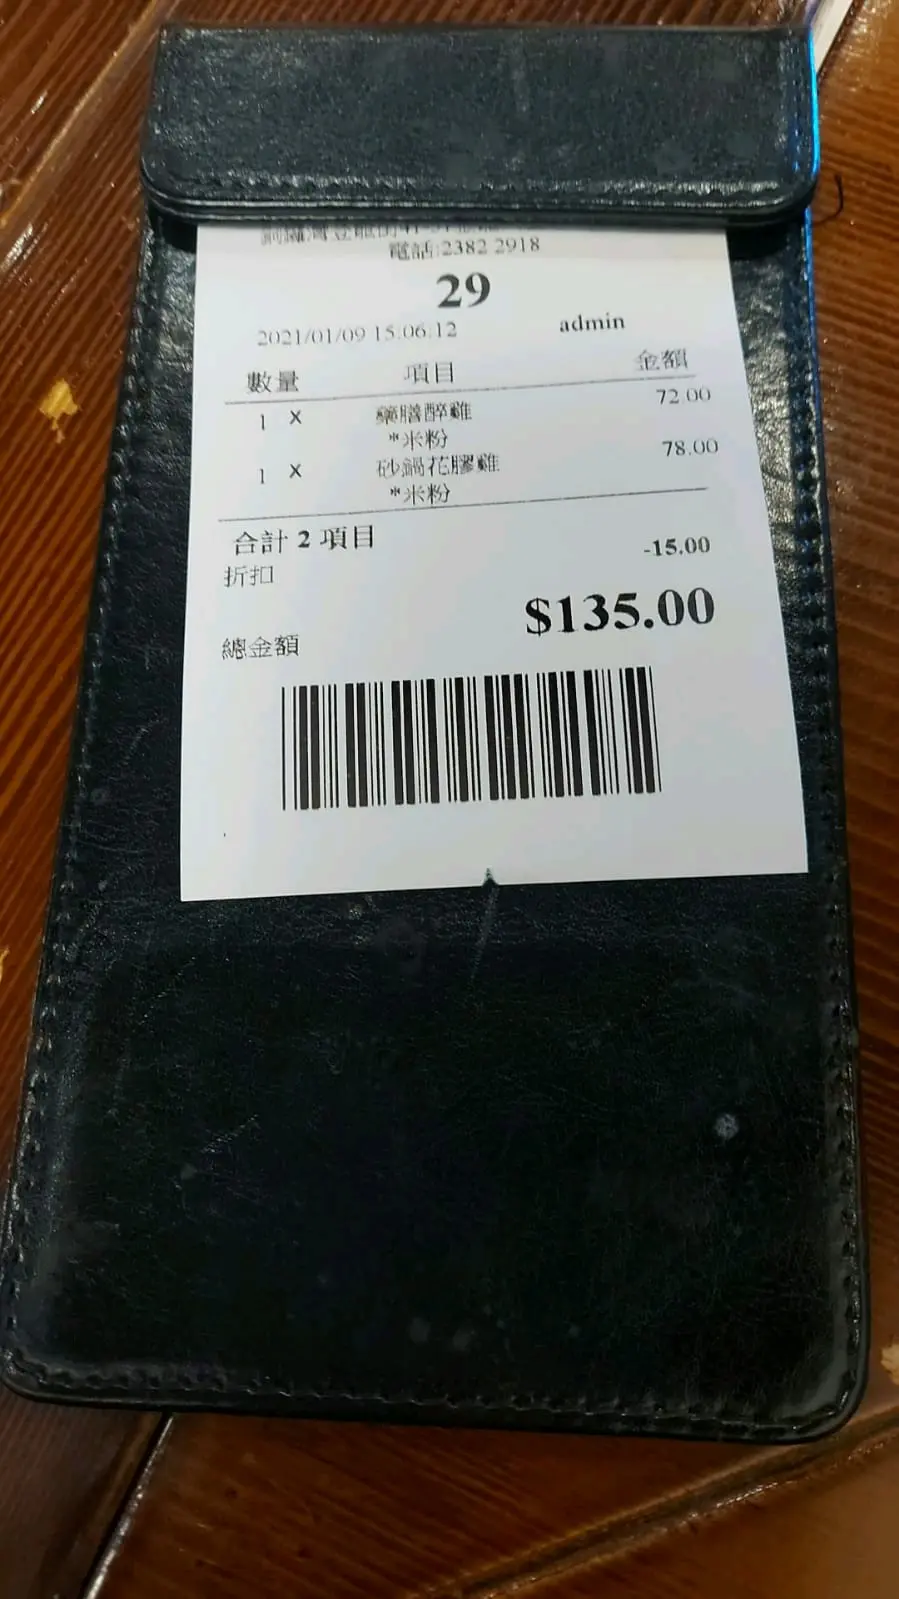 電話:2382 2918
29
2021/01/09 15:06:12 admin
數量 項目 金額
1 X 藥膳醉雞 72.00
*米粉
1 X 砂鍋花膠雞 78.00
*米粉
合計 2 項目
折扣 -15.00
總金額 $135.00